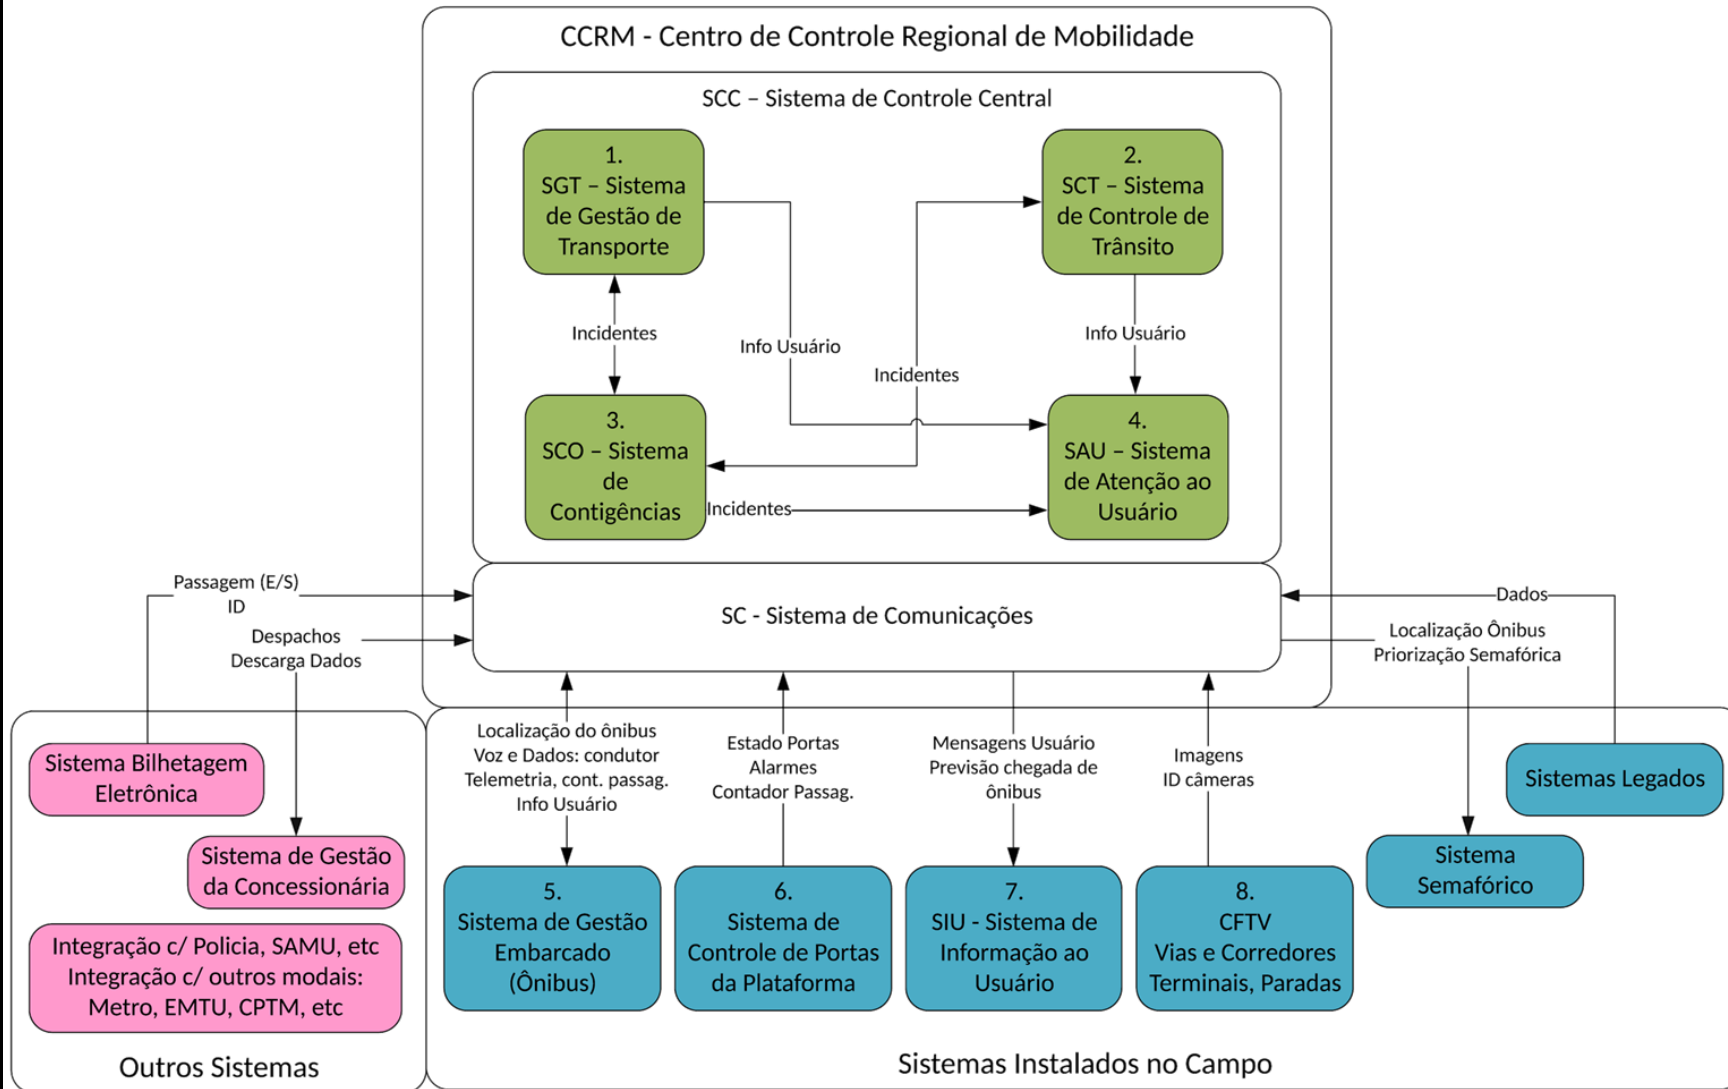 CCRM - Centro de Controle Regional de Mobilidade
SCC – Sistema de Controle Central
1.
SGT – Sistema
de Gestão de
Transporte
2.
SCT – Sistema
de Controle de
Trânsito
Incidentes
Info Usuário
Incidentes
Info Usuário
3.
SCO – Sistema
de
Contigências
4.
SAU – Sistema
de Atenção ao
Usuário
Incidentes
SC - Sistema de Comunicações
Passagem (E/S)
ID
Despachos
Descarga Dados
Dados
Localização Ônibus
Priorização Semafórica
Localização do ônibus
Voz e Dados: condutor
Telemetria, cont. passag.
Info Usuário
Estado Portas
Alarmes
Contador Passag.
Mensagens Usuário
Previsão chegada de
ônibus
Imagens
ID câmeras
Sistema Bilhetagem
Eletrônica
Sistema de Gestão
da Concessionária
Integração c/ Policia, SAMU, etc
Integração c/ outros modais:
Metro, EMTU, CPTM, etc
Outros Sistemas
5.
Sistema de Gestão
Embarcado
(Ônibus)
6.
Sistema de
Controle de Portas
da Plataforma
7.
SIU - Sistema de
Informação ao
Usuário
8.
CFTV
Vias e Corredores
Terminais, Paradas
Sistemas Legados
Sistema
Semafórico
Sistemas Instalados no Campo